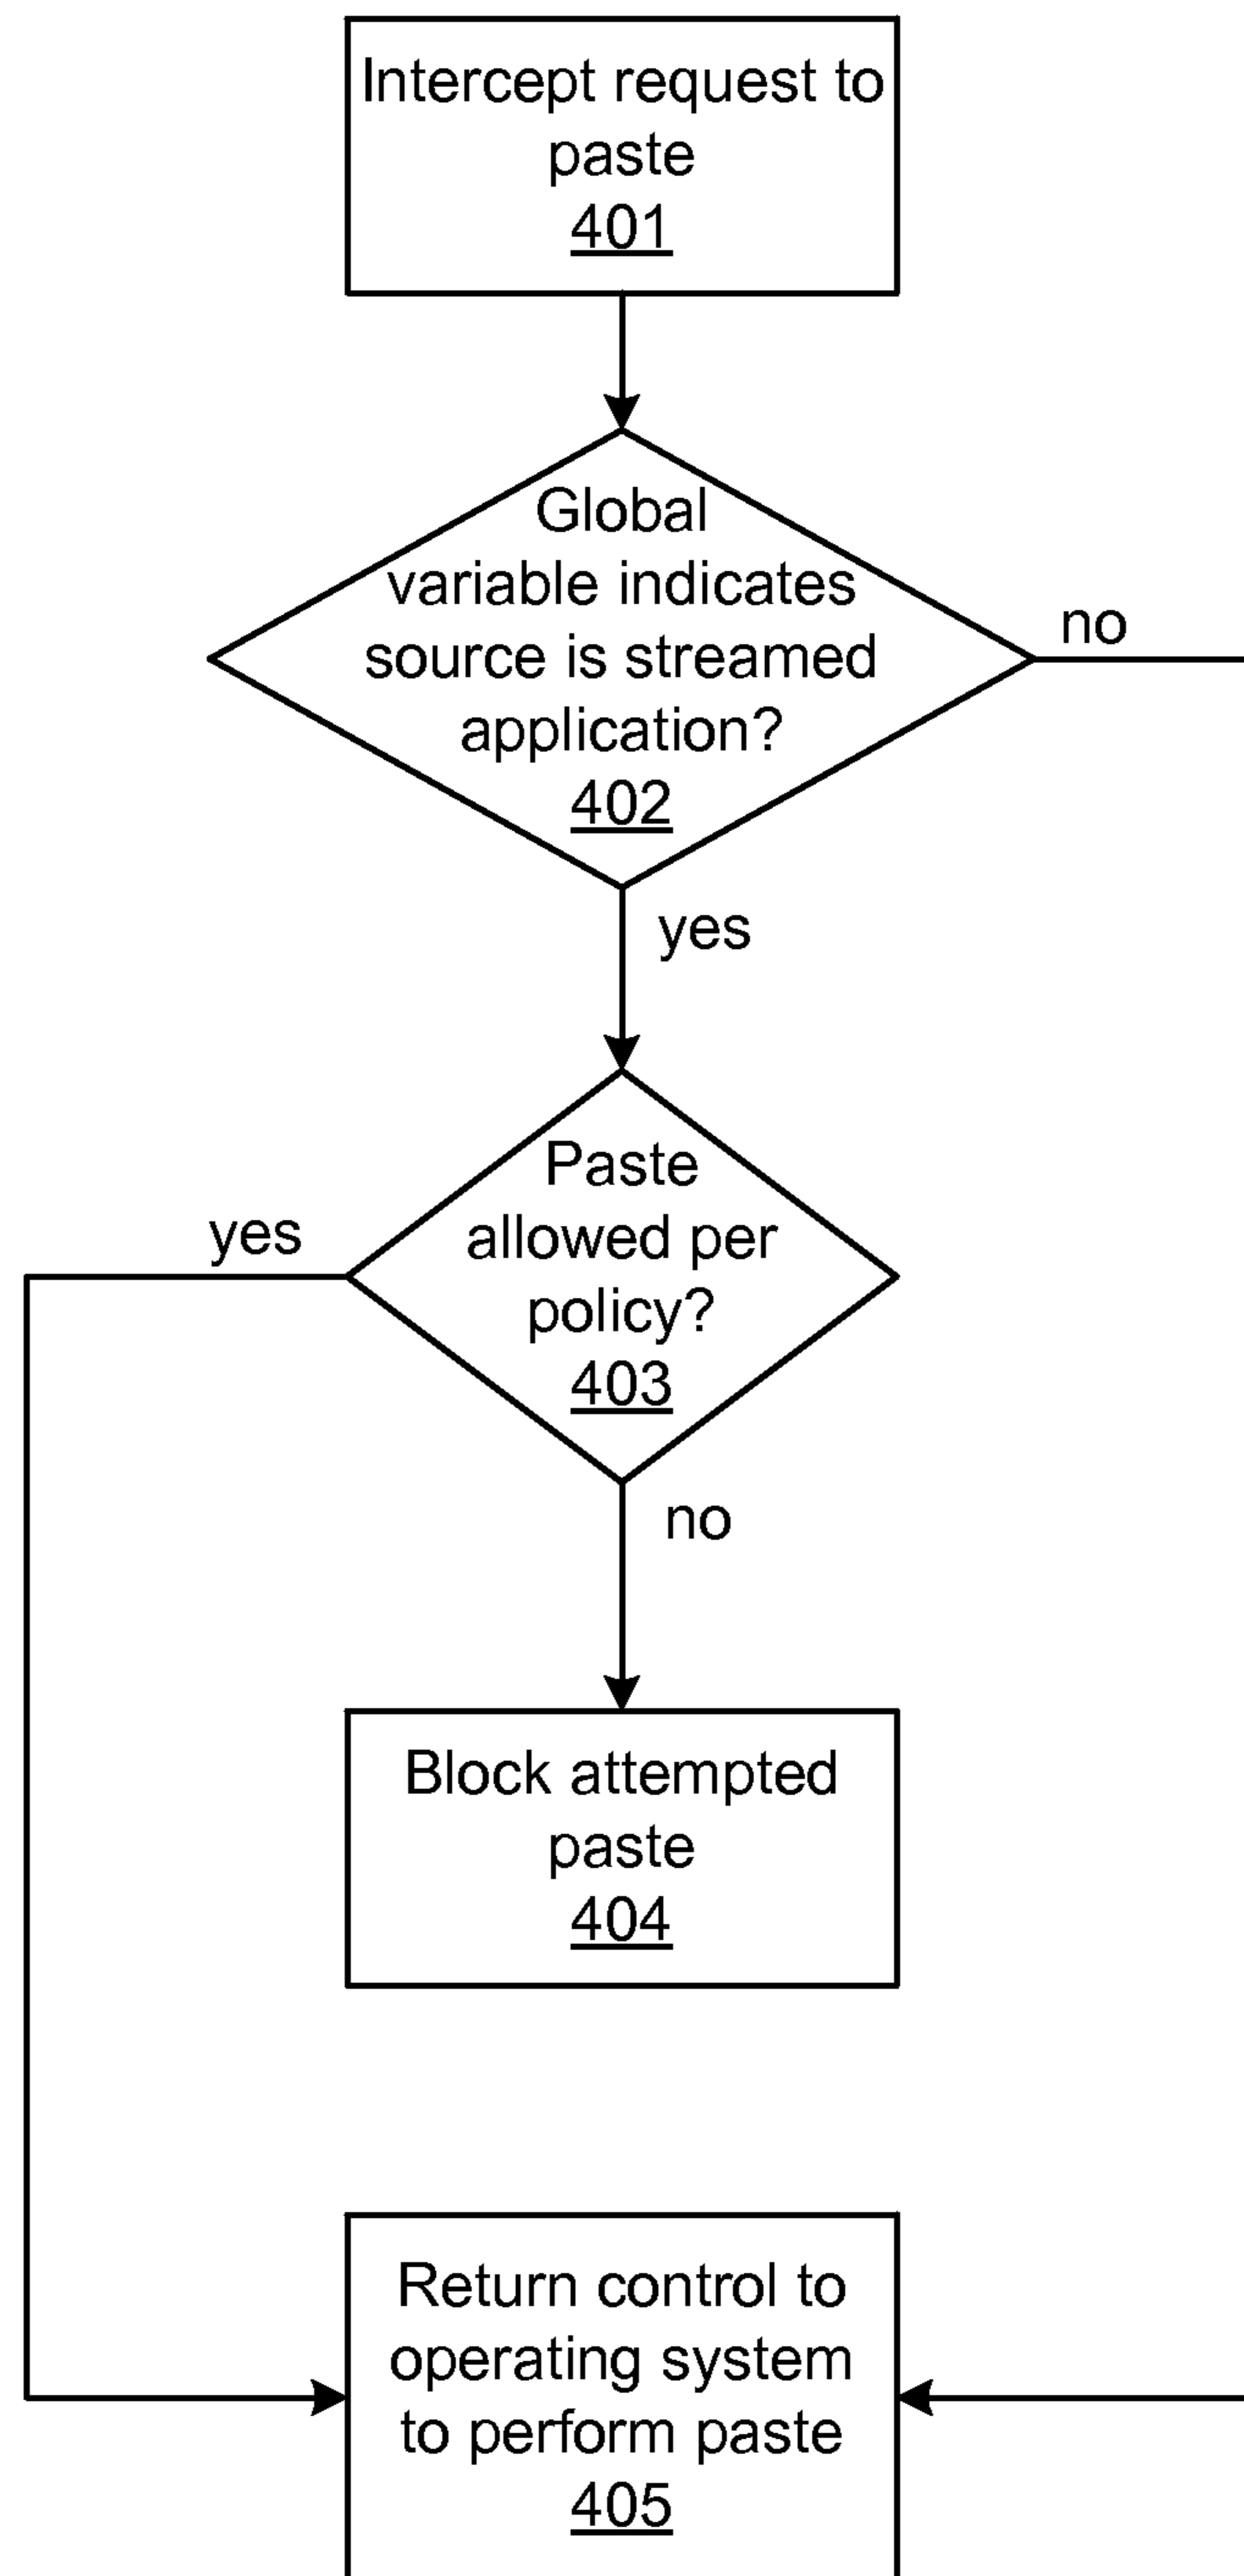 Intercept request to
paste
401
Global
variable indicates
source is streamed
application?
402
no
yes
Paste
allowed per
policy?
403
yes
no
Block attempted
paste
404
Return control to
operating system
to perform paste
405